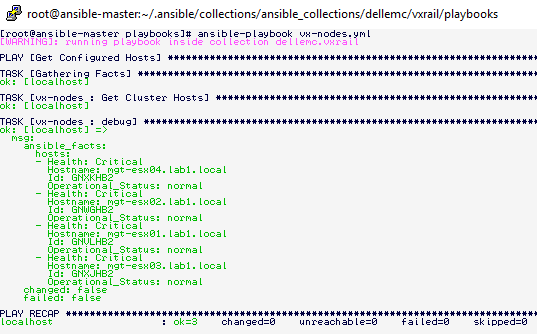 root@ansible-master:~/.ansible/collections/ansible_collections/dellemc/vxrail/playbooks
[root@ansible-master playbooks]# ansible-playbook vx-nodes.yml
[WARNING]: running playbook inside collection dellemc.vxrail
PLAY [Get Configured Hosts] ****************************************************
TASK [Gathering Facts] *********************************************************
ok: [localhost]
TASK [vx-nodes : Get Cluster Hosts] ********************************************
ok: [localhost]
TASK [vx-nodes : debug] ********************************************************
ok: [localhost] =>
  msg:
    ansible_facts:
      hosts:
      - Health: Critical
        Hostname: mgt-esx04.lab1.local
        Id: GNXKHB2
        Operational_Status: normal
      - Health: Critical
        Hostname: mgt-esx02.lab1.local
        Id: GNWGHB2
        Operational_Status: normal
      - Health: Critical
        Hostname: mgt-esx01.lab1.local
        Id: GNVLHB2
        Operational_Status: normal
      - Health: Critical
        Hostname: mgt-esx03.lab1.local
        Id: GNXJHB2
        Operational_Status: normal
    changed: false
    failed: false
PLAY RECAP *********************************************************************
localhost : ok=3 changed=0 unreachable=0 failed=0 skipped=0